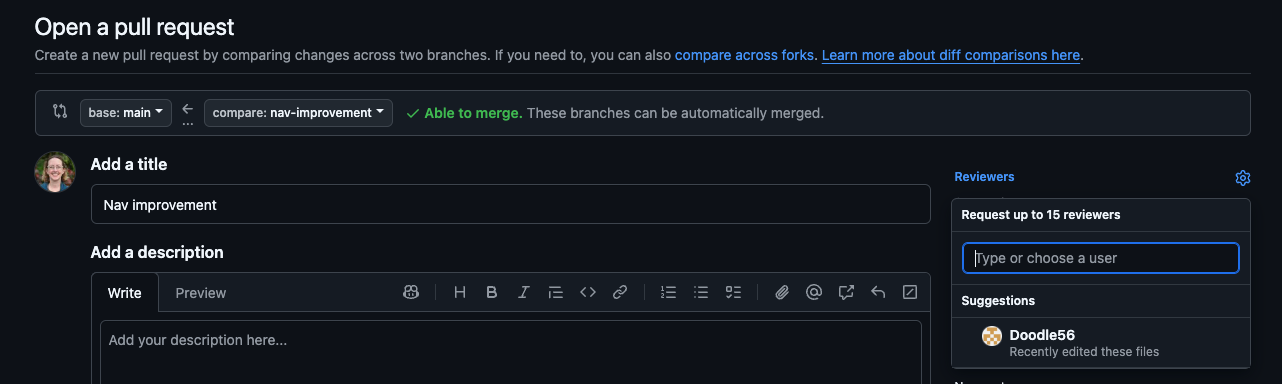 Open a pull request
Create a new pull request by comparing changes across two branches. If you need to, you can also compare across forks. Learn more about diff comparisons here.
base: main
compare: nav-improvement
Able to merge. These branches can be automatically merged.
Add a title
Nav improvement
Add a description
Write
Preview
Add your description here...
Reviewers
Request up to 15 reviewers
Type or choose a user
Suggestions
Doodle56
Recently edited these files